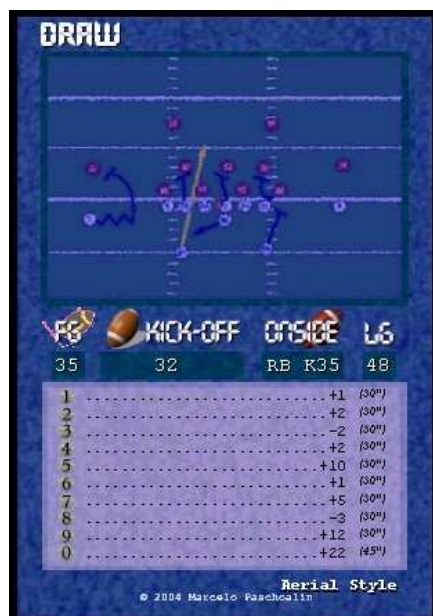 DRAW
FG KICK-OFF ONSIDE LG
35 32 RB K35 48
1 ................................ +1 (30")
2 ................................ +2 (30")
3 ................................ -2 (30")
4 ................................ +2 (30")
5 ................................ +10 (30")
6 ................................ +1 (30")
7 ................................ +5 (30")
8 ................................ -3 (30")
9 ................................ +12 (30")
0 ................................ +22 (45")
Aerial Style
© 2004 Marcelo Paschoalin